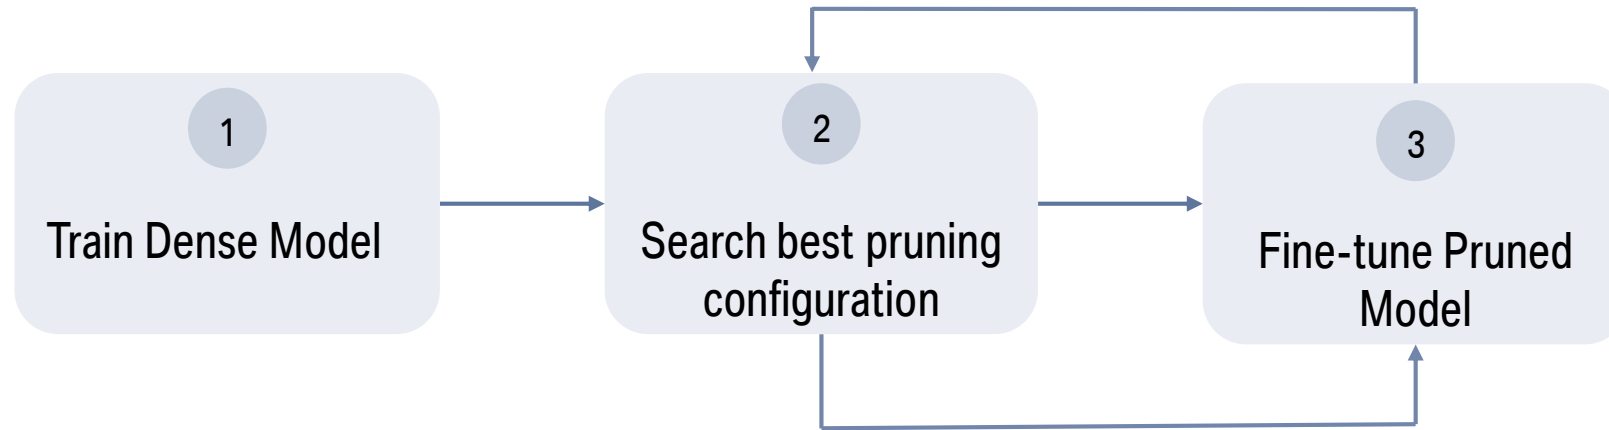 1
Train Dense Model
2
Search best pruning
configuration
3
Fine-tune Pruned
Model